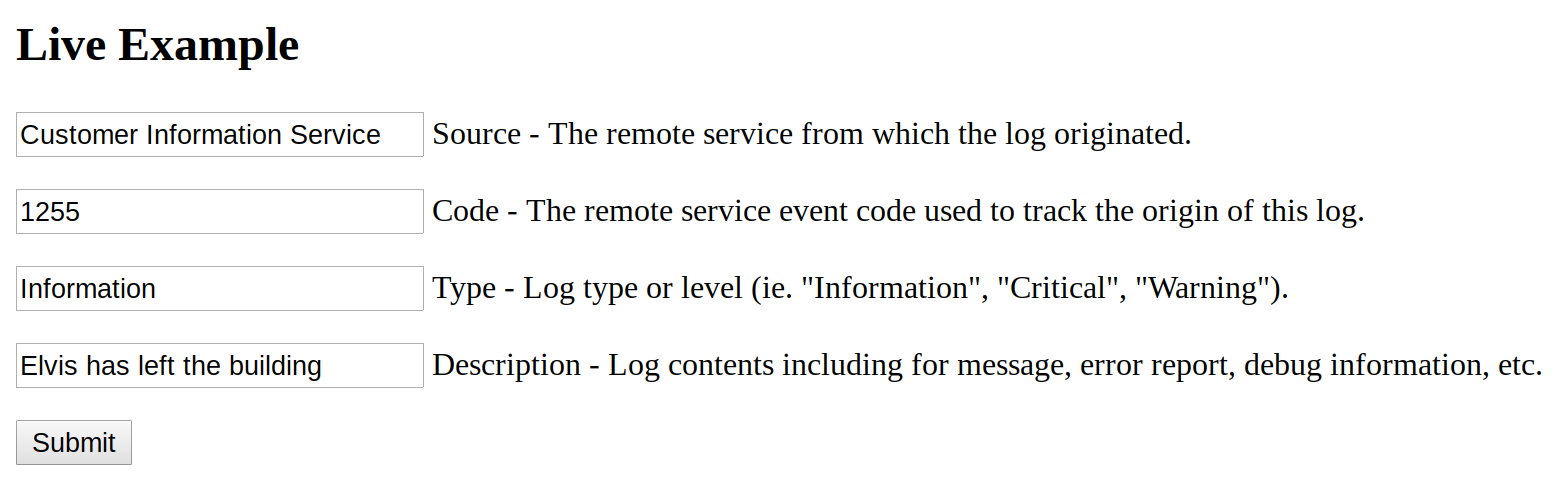 Live Example
Customer Information Service Source - The remote service from which the log originated.
1255 Code - The remote service event code used to track the origin of this log.
Information Type - Log type or level (ie. "Information", "Critical", "Warning").
Elvis has left the building Description - Log contents including for message, error report, debug information, etc.
Submit